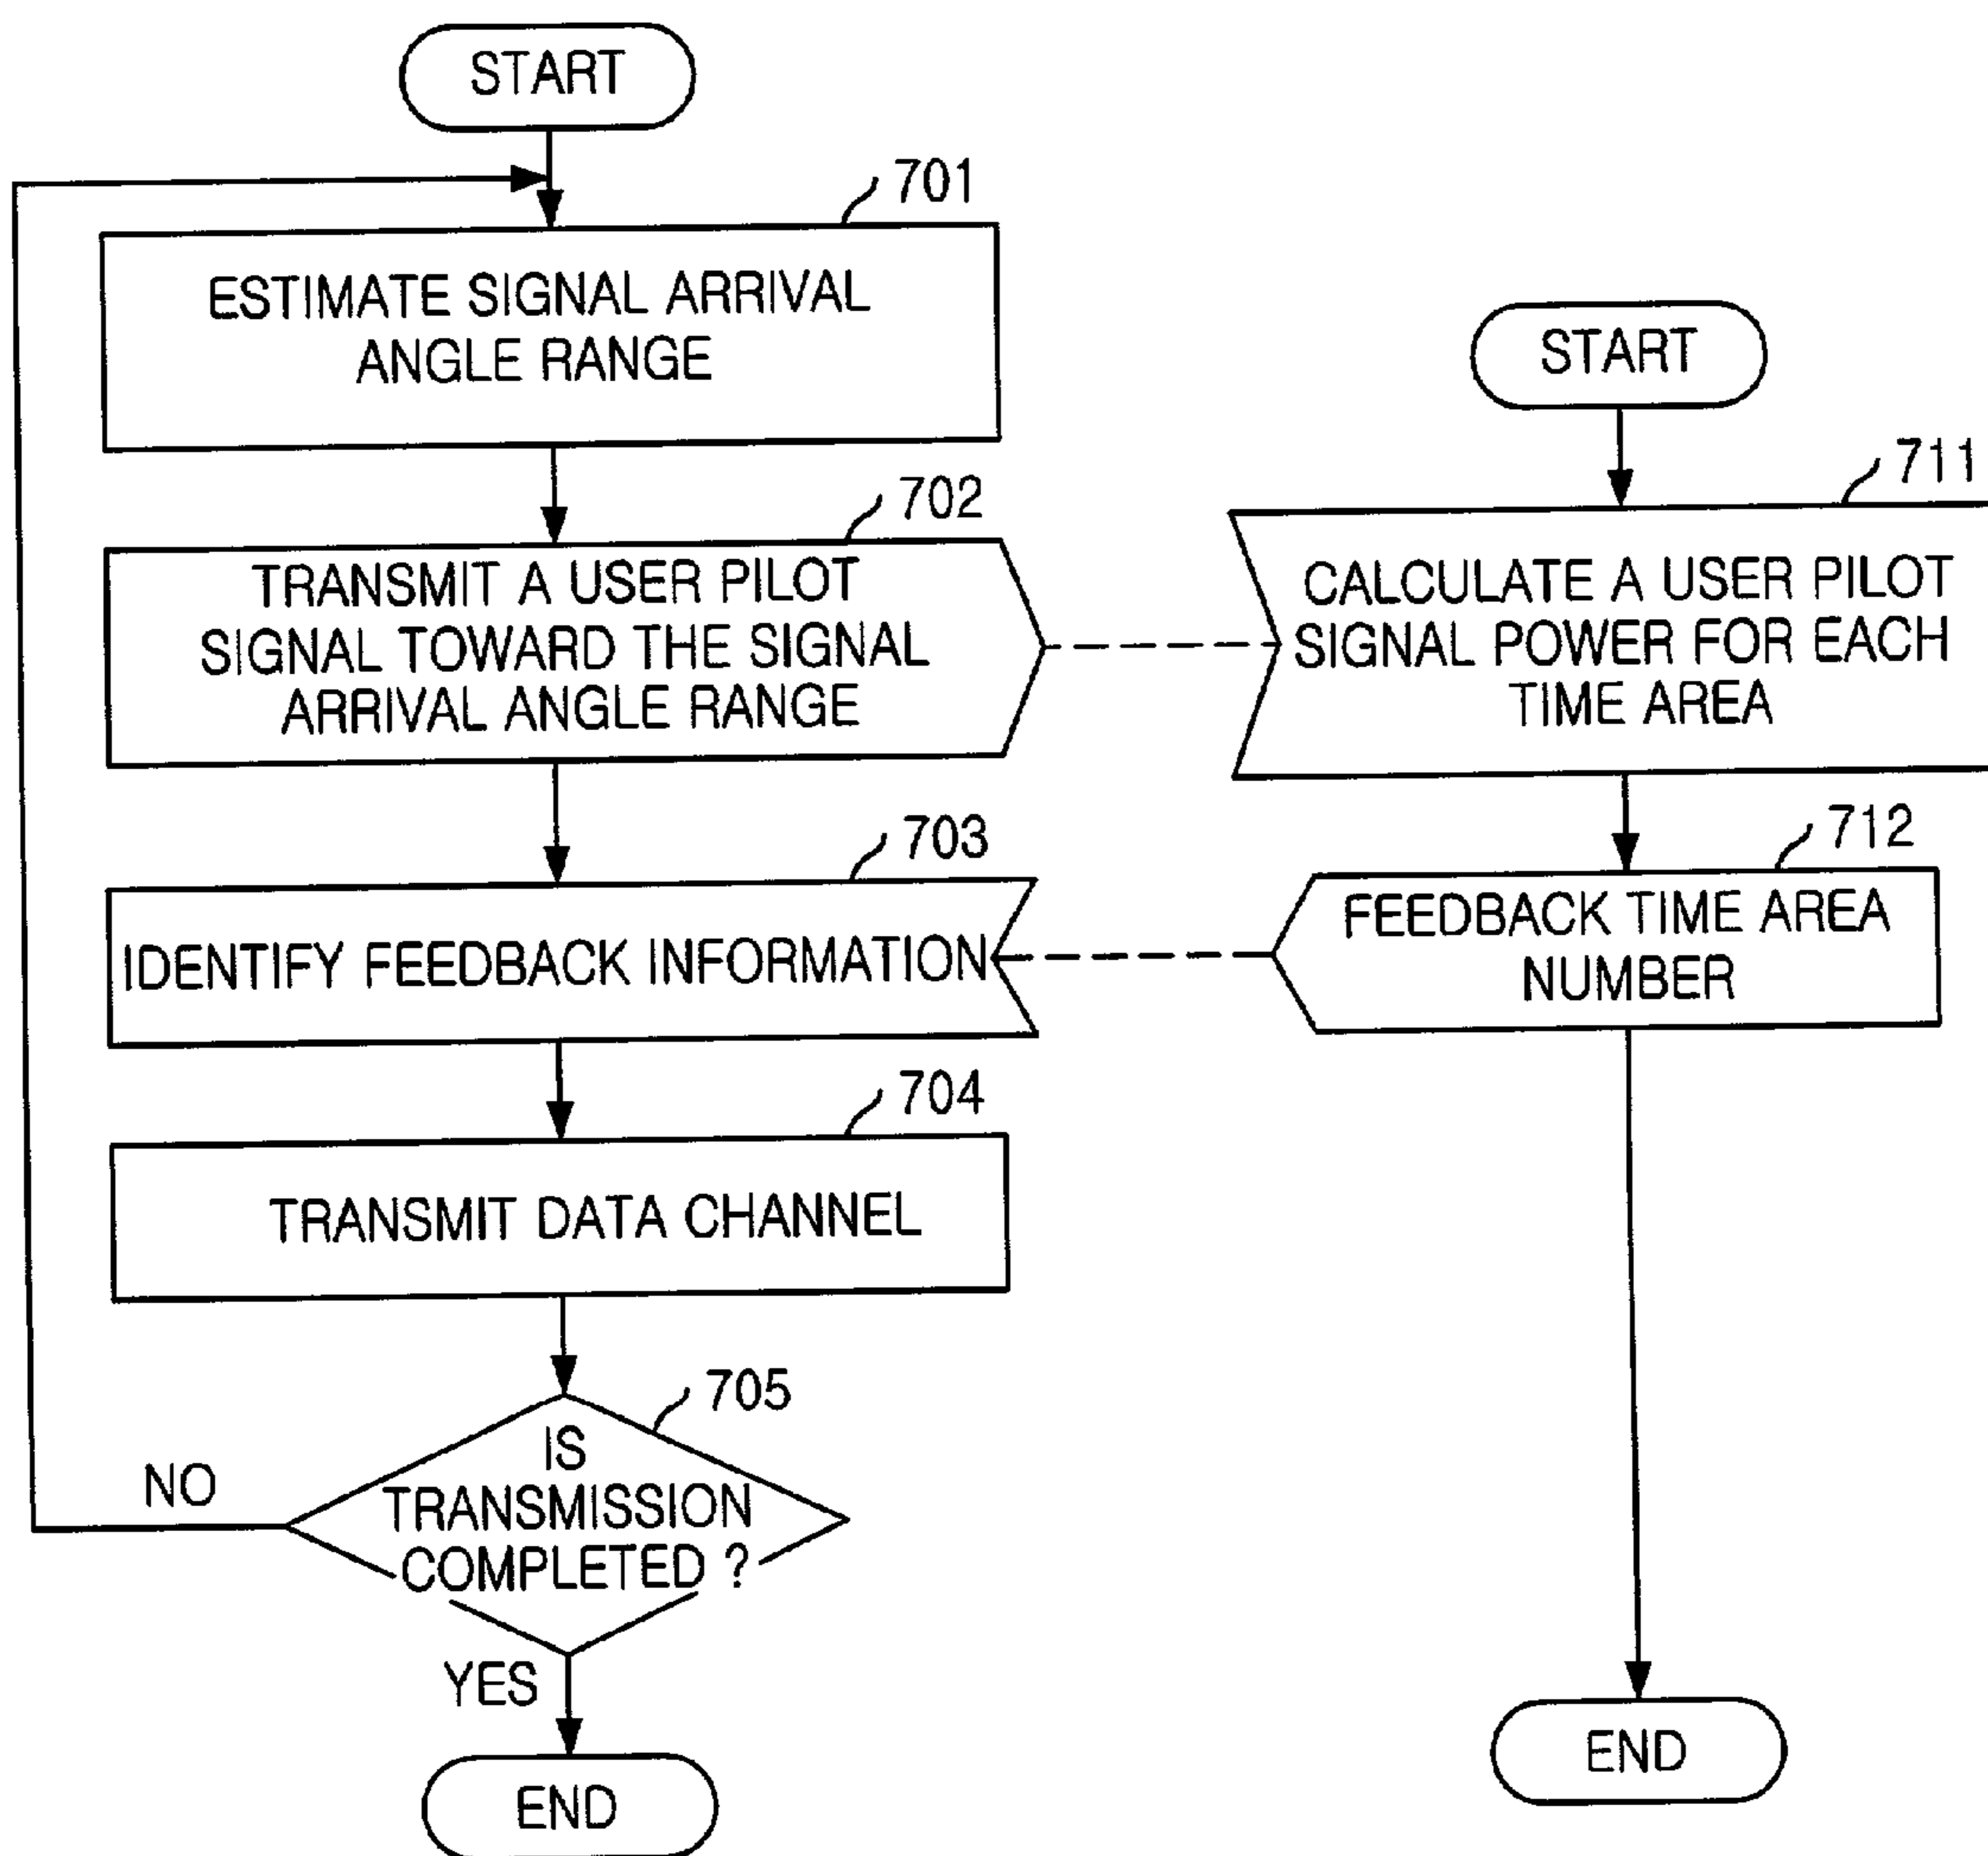 START
701
ESTIMATE SIGNAL ARRIVAL
ANGLE RANGE
702
TRANSMIT A USER PILOT
SIGNAL TOWARD THE SIGNAL
ARRIVAL ANGLE RANGE
703
IDENTIFY FEEDBACK INFORMATION
704
TRANSMIT DATA CHANNEL
705
IS
TRANSMISSION
COMPLETED ?
NO
YES
END
START
711
CALCULATE A USER PILOT
SIGNAL POWER FOR EACH
TIME AREA
712
FEEDBACK TIME AREA
NUMBER
END